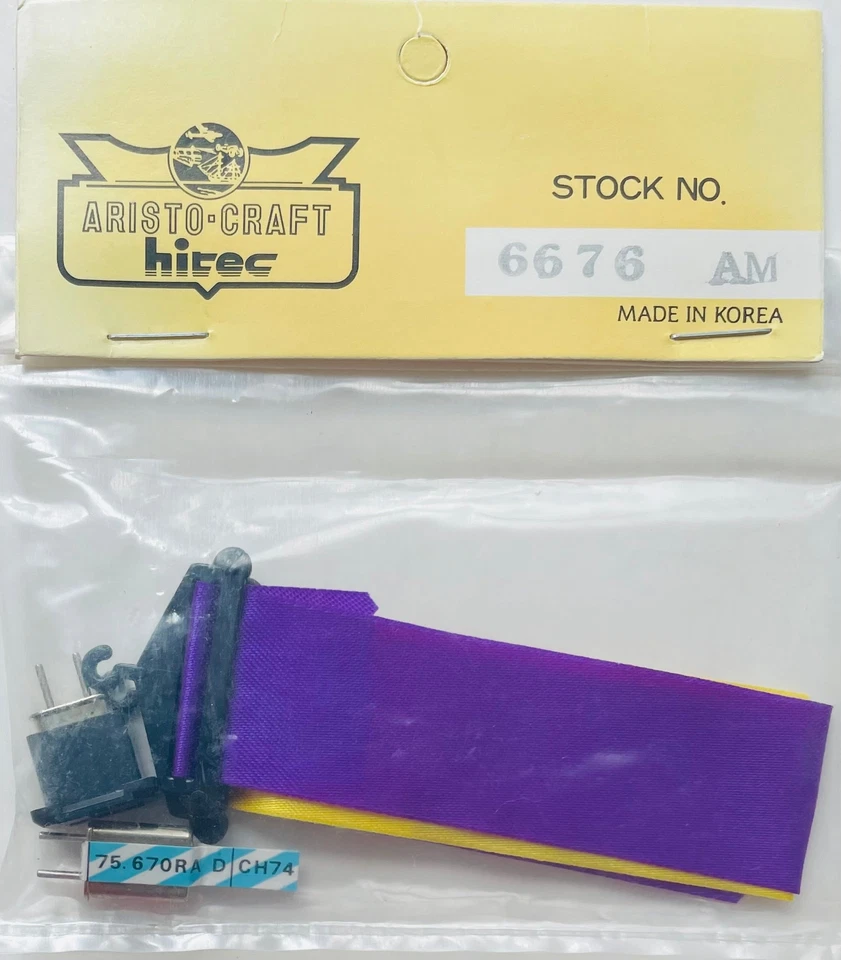 ARISTO·CRAFT
hitec
STOCK NO.
6676 AM
MADE IN KOREA
75.670RA D|CH74